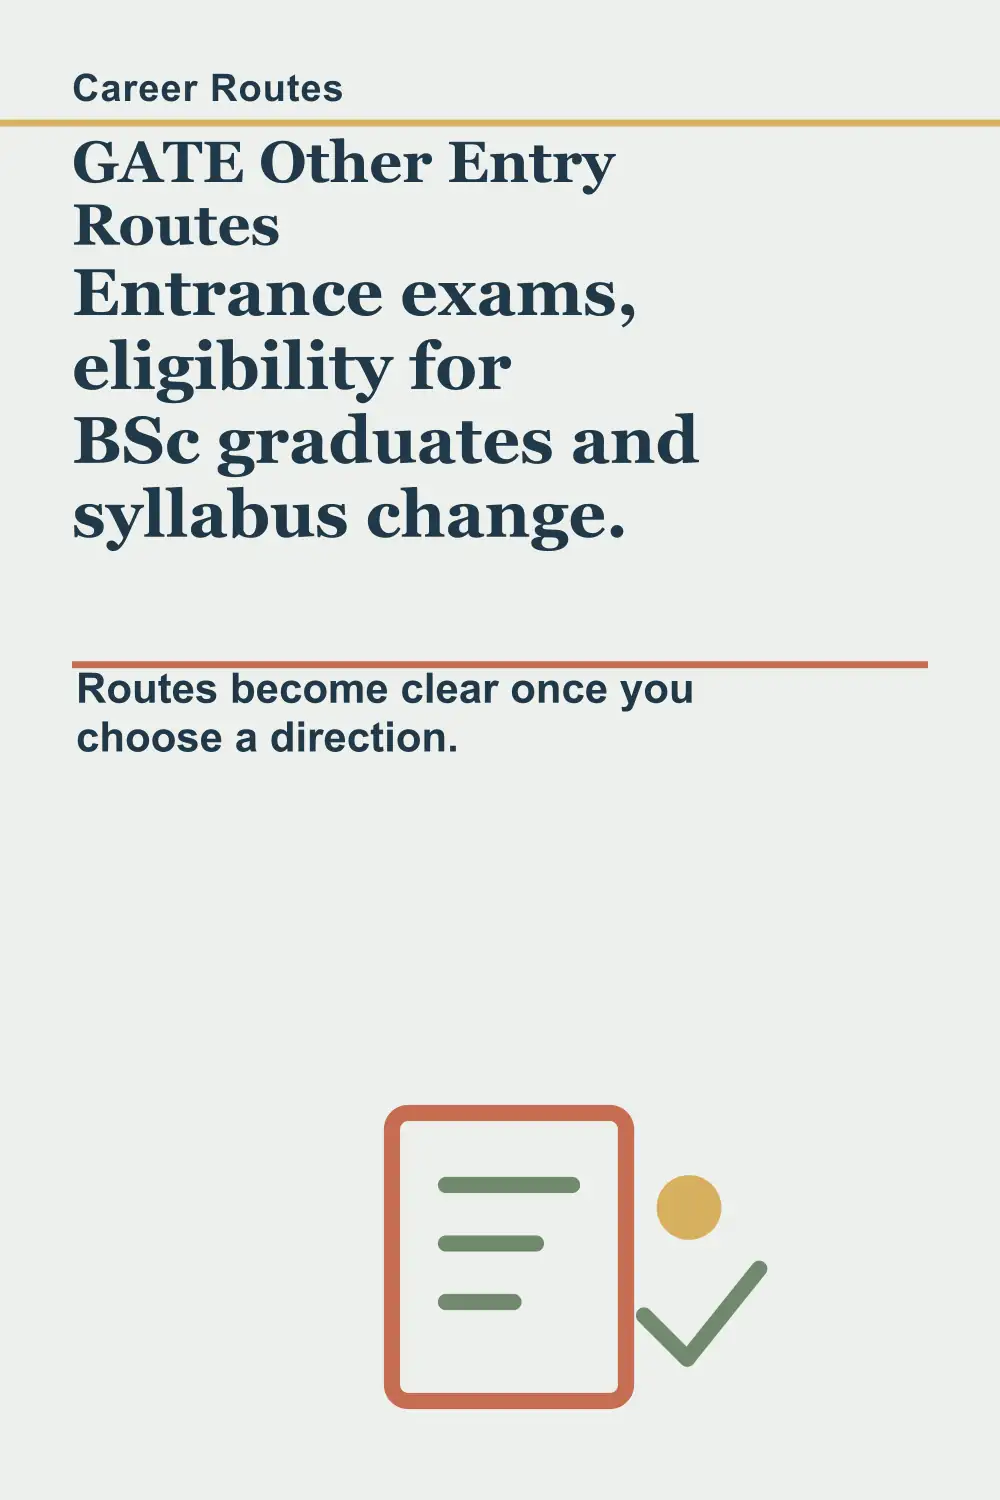 Career Routes
GATE Other Entry
Routes
Entrance exams,
eligibility for
BSc graduates and
syllabus change.
Routes become clear once you
choose a direction.